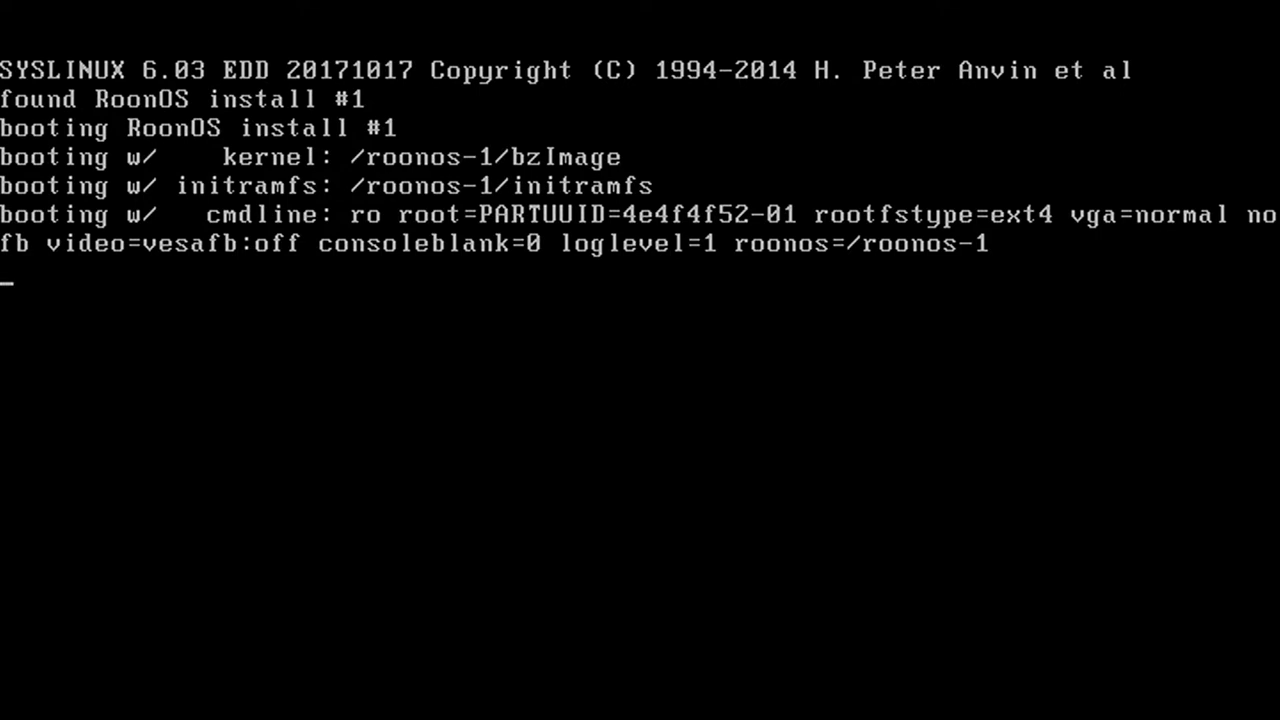 SYSLINUX 6.03 EDD 20171017 Copyright (C) 1994-2014 H. Peter Anvin et al
found RoonOS install #1
booting RoonOS install #1
booting w/    kernel: /roonos-1/bzImage
booting w/ initramfs: /roonos-1/initramfs
booting w/   cmdline: ro root=PARTUUID=4e4f4f52-01 rootfstype=ext4 vga=normal no
fb video=vesafb:off consoleblank=0 loglevel=1 roonos=/roonos-1
_